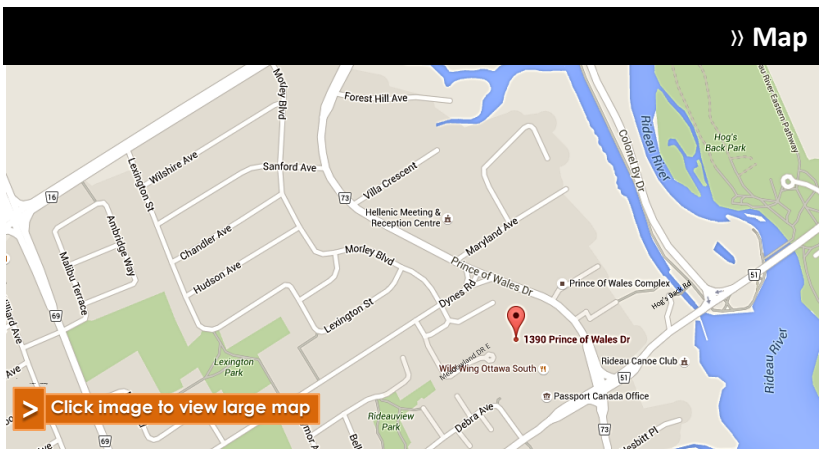 » Map
Morley Blvd
Forest Hill Ave
Colonel By Dr
Rideau River
River Eastern Pathway
Hog's
Back Park
Wilshire Ave
Lexington St
Sanford Ave
Villa Crescent
16
73
Hellenic Meeting &
Reception Centre
Maryland Ave
Ambridge Way
Chandler Ave
Malibu Terrace
Hudson Ave
Morley Blvd
Prince of Wales Dr
Dynes Rd
Prince Of Wales Complex
Hog's Back Rd
51
69
Lexington St
1390 Prince of Wales Dr
Rideau River
Lexington
Park
Wild Wing Ottawa South
Rideau Canoe Club
51
Passport Canada Office
> Click image to view large map
Rideauview
Park
Debra Ave
73
69